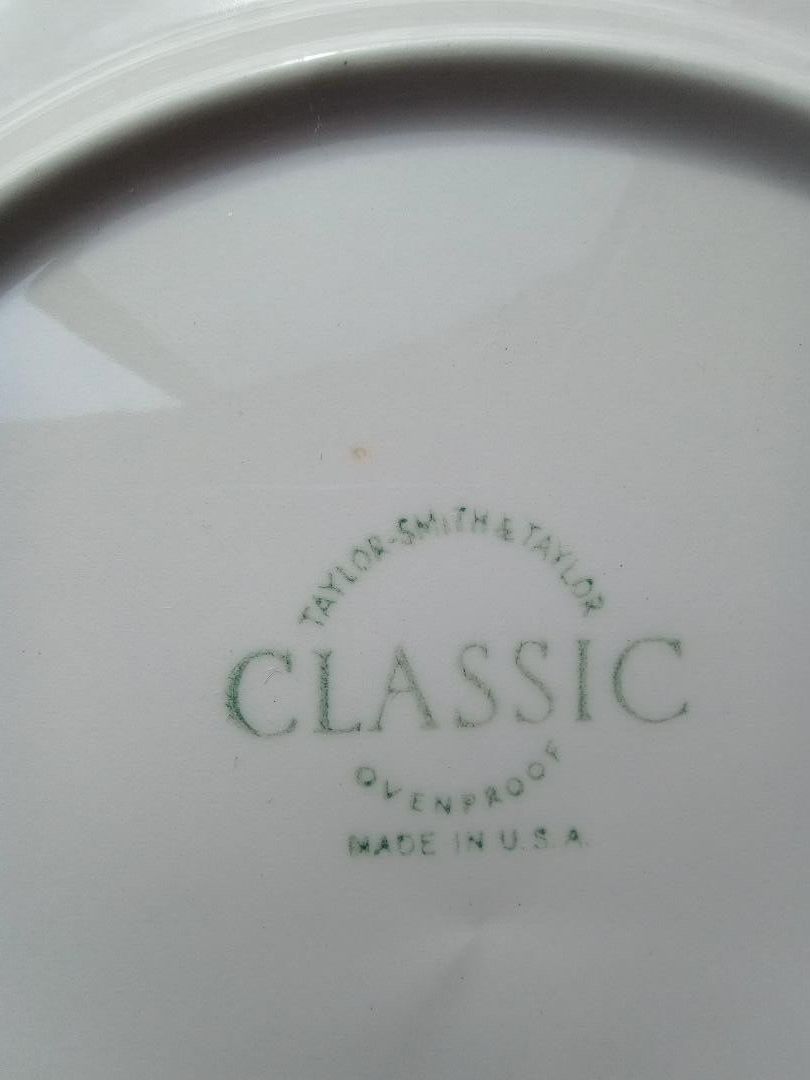 TAYLOR-SMITH & TAYLOR
CLASSIC
OVENPROOF
MADE IN U.S.A.